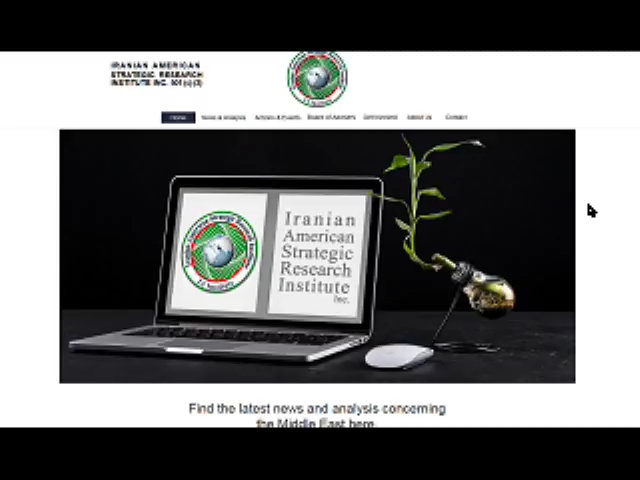 IRANIAN AMERICAN
STRATEGIC RESEARCH
INSTITUTE INC. 501(c)(3)
Home News & Analysis Articles & Events Board of Advisors Get Involved About Us Contact
Iranian
American
Strategic
Research
Institute
Inc.
Find the latest news and analysis concerning
the Middle East here.